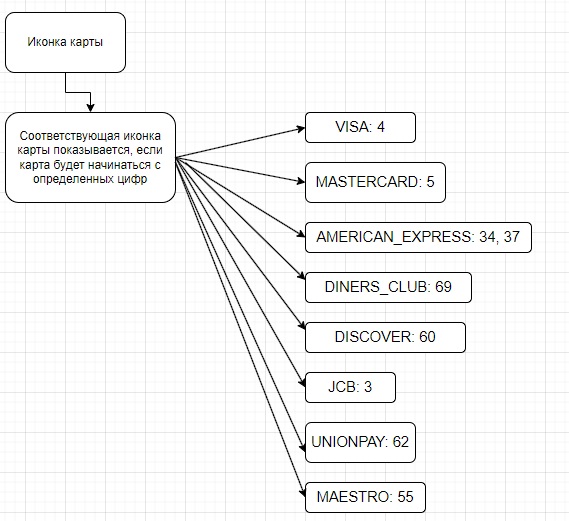 Иконка карты
Соответствующая иконка
карты показывается, если
карта будет начинаться с
определенных цифр
VISA: 4
MASTERCARD: 5
AMERICAN_EXPRESS: 34, 37
DINERS_CLUB: 69
DISCOVER: 60
JCB: 3
UNIONPAY: 62
MAESTRO: 55